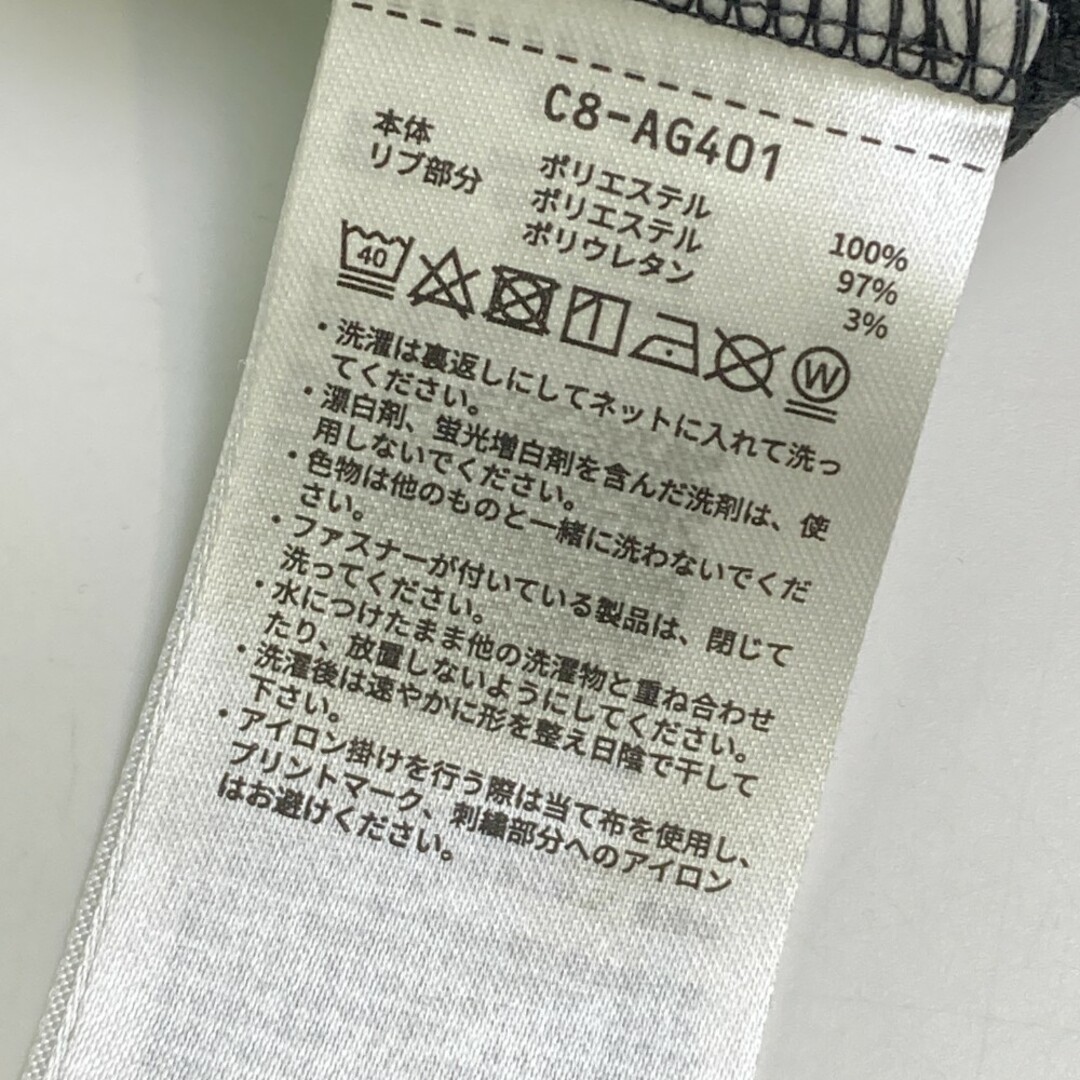 C8-AG401
本体 ポリエステル 100%
リブ部分 ポリエステル 97%
ポリウレタン 3%
40 W
・洗濯は裏返しにしてネットに入れて洗っ
てください。
・漂白剤、蛍光増白剤を含んだ洗剤は、使
用しないでください。
・色物は他のものと一緒に洗わないでくだ
さい。
・ファスナーが付いている製品は、閉じて
洗ってください。
・水につけたまま他の洗濯物と重ね合わせ
たり、放置しないようにしてください。
・洗濯後は速やかに形を整え日陰で干して
下さい。
・アイロン掛けを行う際は当て布を使用し、
プリントマーク、刺繍部分へのアイロン
はお避けください。